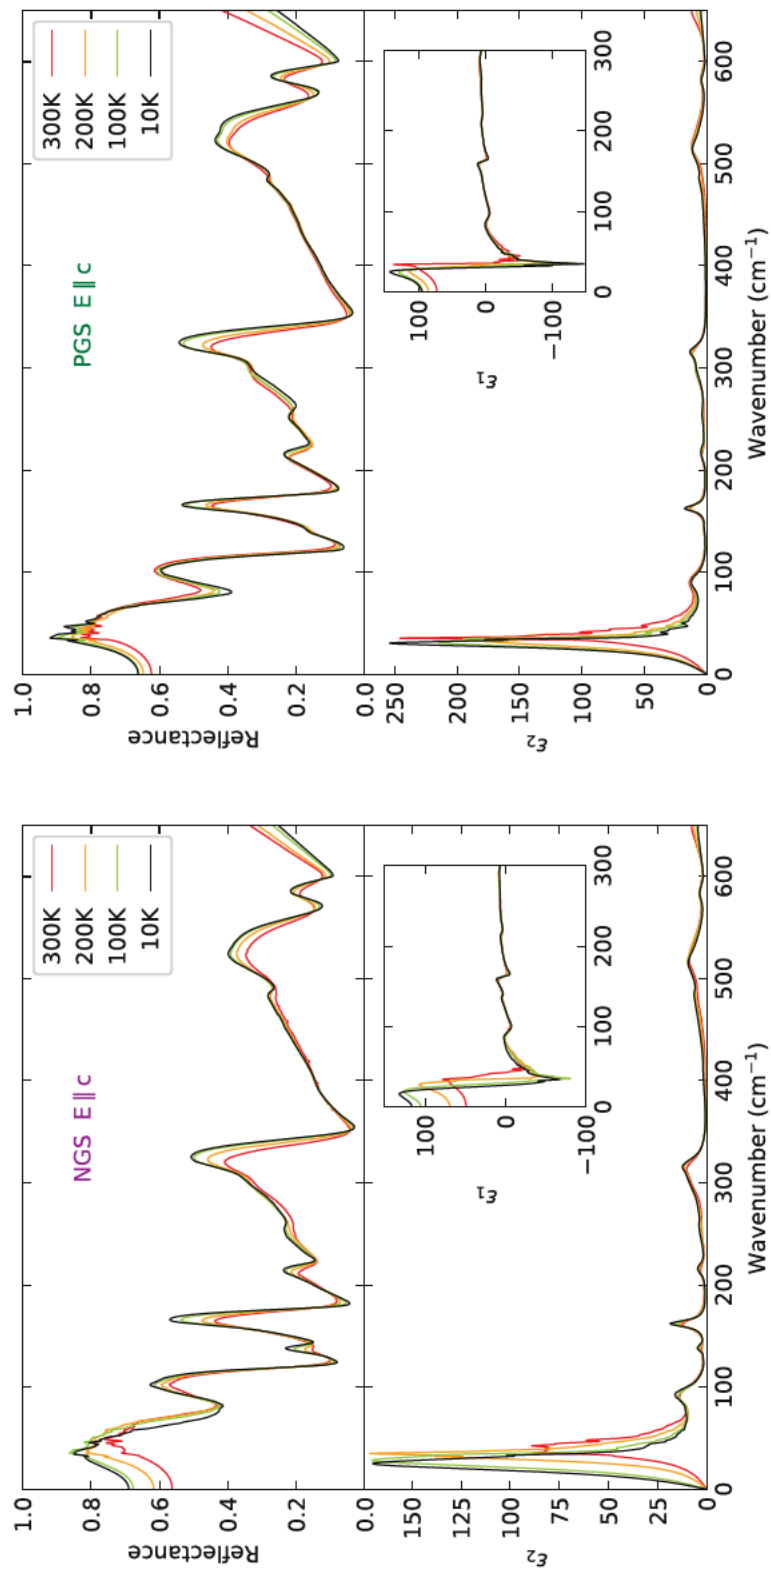 NGS E∥c
300K
200K
100K
10K
Reflectance
1.0
0.8
0.6
0.4
0.2
0.0
ε₂
150
125
100
75
50
25
0
ε₁
100
0
−100
0 100 200 300
0 100 200 300 400 500 600
Wavenumber (cm⁻¹)
PGS E∥c
300K
200K
100K
10K
Reflectance
1.0
0.8
0.6
0.4
0.2
0.0
ε₂
250
200
150
100
50
0
ε₁
100
0
−100
0 100 200 300
0 100 200 300 400 500 600
Wavenumber (cm⁻¹)